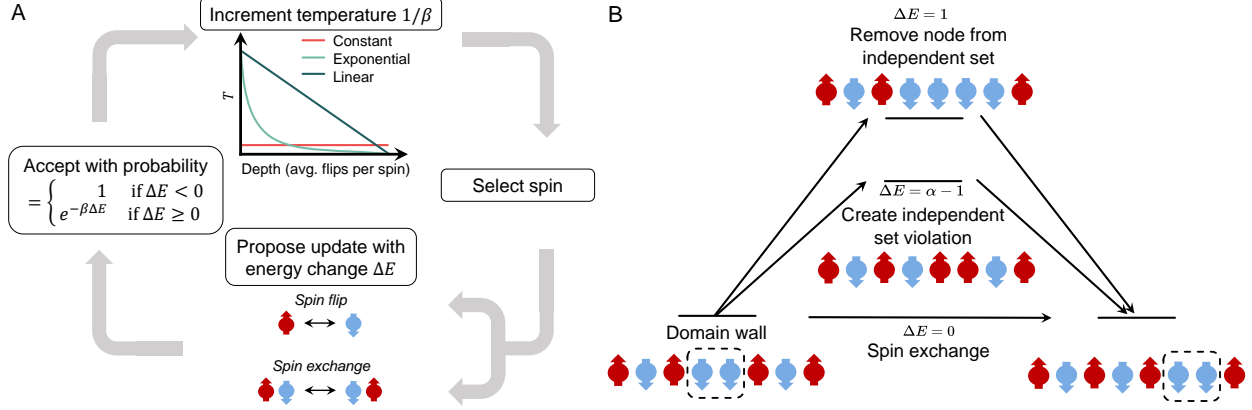 A
Increment temperature 1/β
Constant
Exponential
Linear
T
Depth (avg. flips per spin)
Select spin
Propose update with
energy change ΔE
Spin flip
Spin exchange
Accept with probability
= { 1 if ΔE < 0
e^{-βΔE} if ΔE ≥ 0
B
ΔE = 1
Remove node from
independent set
ΔE = α − 1
Create independent
set violation
Domain wall
ΔE = 0
Spin exchange